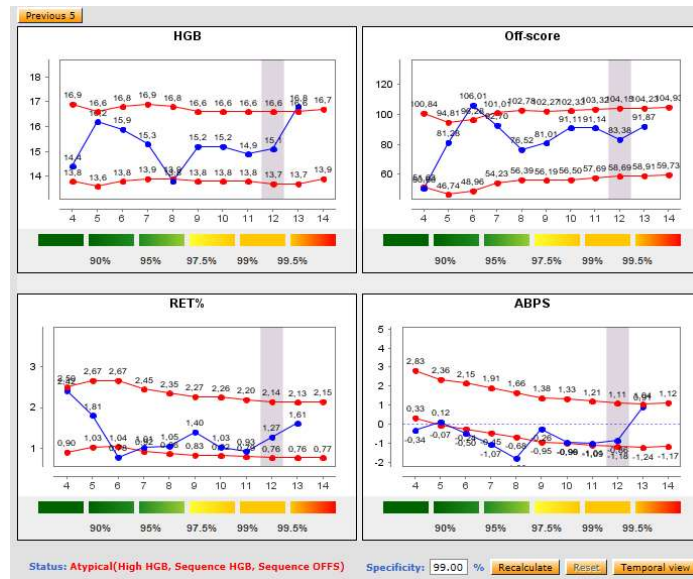 Previous 5
HGB
18
17
16
15
14
16,9 16,6 16,8 16,9 16,8 16,6 16,6 16,6 16,6 16,6 16,7
14,4 15,9 15,3 15,2 15,2 14,9 15,1 16,8
13,8 13,6 13,8 13,9 13,8 13,8 13,8 13,7 13,7 13,9
4 5 6 7 8 9 10 11 12 13 14
90% 95% 97.5% 99% 99.5%
Off-score
120
100
80
60
100,84 94,81 101,01 102,78 102,27 102,33 103,32 104,15 104,23 104,93
81,28 106,01 76,52 81,01 91,11 91,14 83,38 91,87
46,74 48,96 54,23 56,39 56,19 56,50 57,69 58,69 58,91 59,73
4 5 6 7 8 9 10 11 12 13 14
90% 95% 97.5% 99% 99.5%
RET%
3
2
1
2,67 2,67 2,45 2,35 2,27 2,26 2,20 2,14 2,13 2,15
1,81 1,05 1,40 1,03 0,93 1,27 1,61
0,90 1,03 1,04 0,76 0,76 0,77
4 5 6 7 8 9 10 11 12 13 14
90% 95% 97.5% 99% 99.5%
ABPS
5
4
3
2
1
0
-1
-2
2,83 2,36 2,15 1,91 1,66 1,38 1,33 1,21 1,11 1,12
0,33 0,12
-0,34 -0,07 -0,50 -1,07 -0,68 -0,26 -0,95 -1,18 -1,24 -1,17
4 5 6 7 8 9 10 11 12 13 14
90% 95% 97.5% 99% 99.5%
Status: Atypical(High HGB, Sequence HGB, Sequence OFFS) Specificity: 99.00 % Recalculate Reset Temporal view